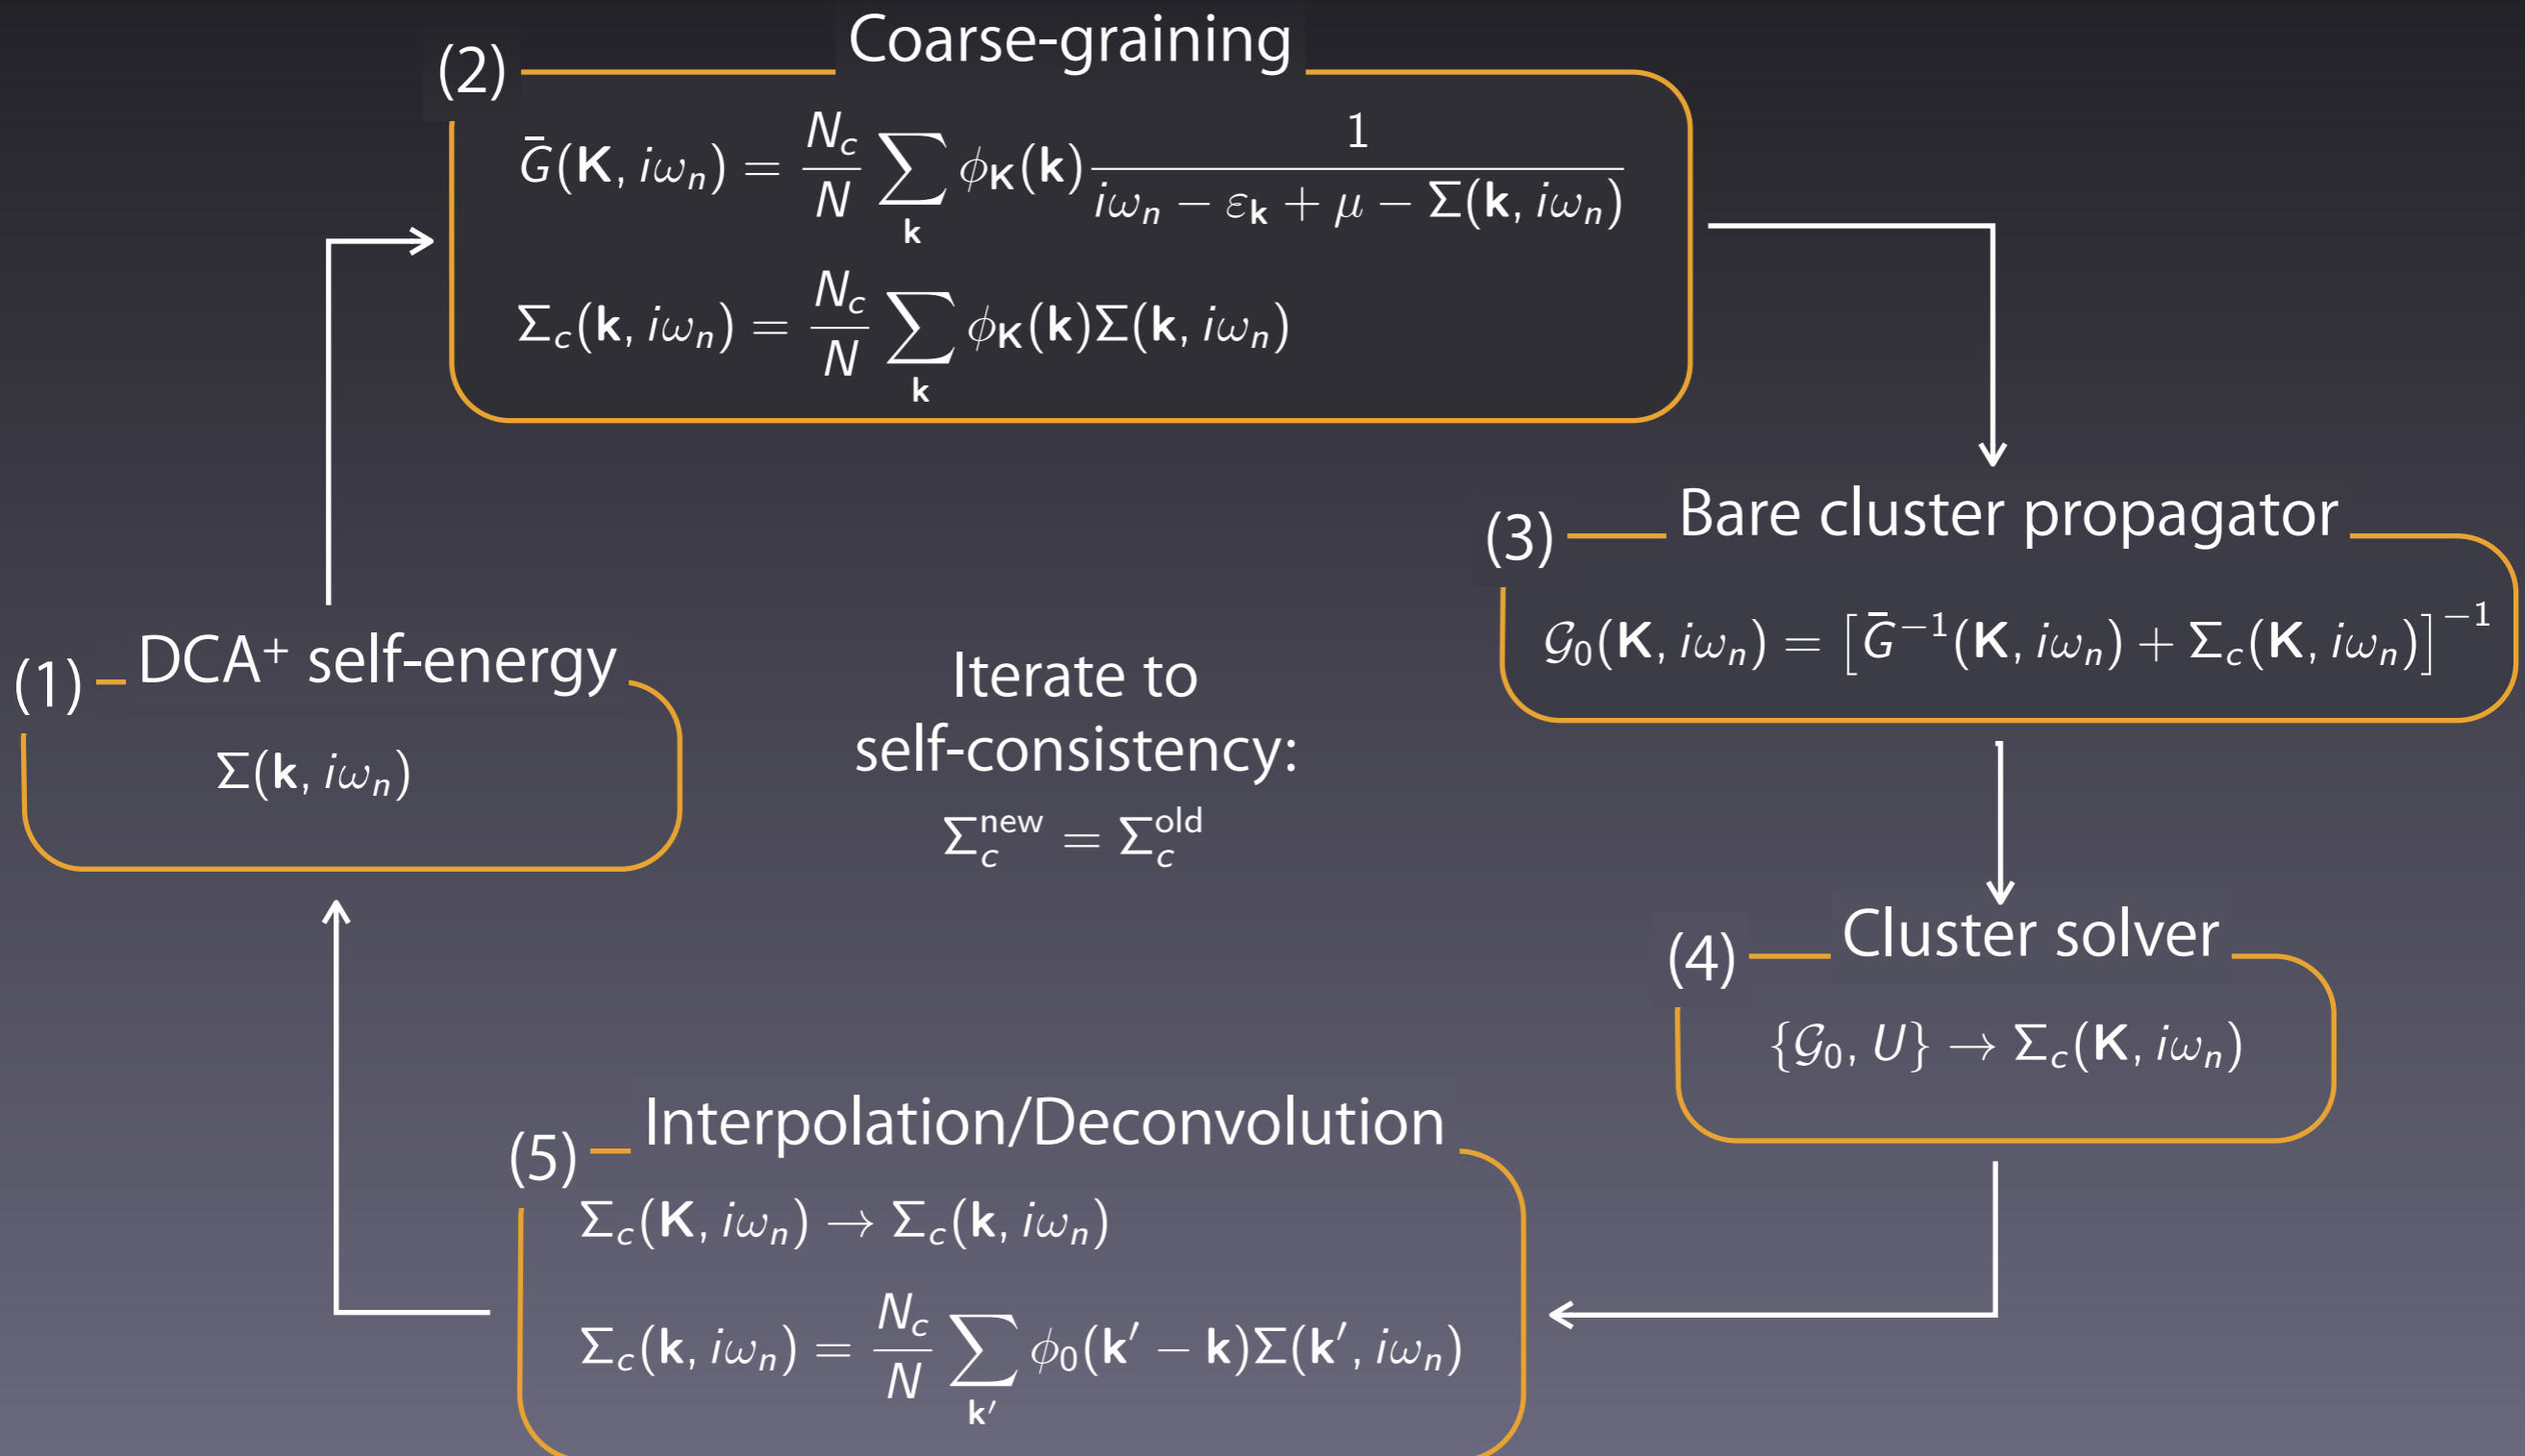 Coarse-graining
(2)
Ḡ(𝐊, iωₙ) = N_c/N ∑_𝐤 ϕ_𝐊(𝐤) 1/(iωₙ − ε_𝐤 + μ − Σ(𝐤, iωₙ))
Σ_c(𝐤, iωₙ) = N_c/N ∑_𝐤 ϕ_𝐊(𝐤)Σ(𝐤, iωₙ)
(3)
Bare cluster propagator
𝒢₀(𝐊, iωₙ) = [Ḡ⁻¹(𝐊, iωₙ) + Σ_c(𝐊, iωₙ)]⁻¹
(1)
DCA⁺ self-energy
Σ(𝐤, iωₙ)
Iterate to
self-consistency:
Σ_c^new = Σ_c^old
(4)
Cluster solver
{𝒢₀, U} → Σ_c(𝐊, iωₙ)
(5)
Interpolation/Deconvolution
Σ_c(𝐊, iωₙ) → Σ_c(𝐤, iωₙ)
Σ_c(𝐤, iωₙ) = N_c/N ∑_𝐤′ ϕ₀(𝐤′ − 𝐤)Σ(𝐤′, iωₙ)